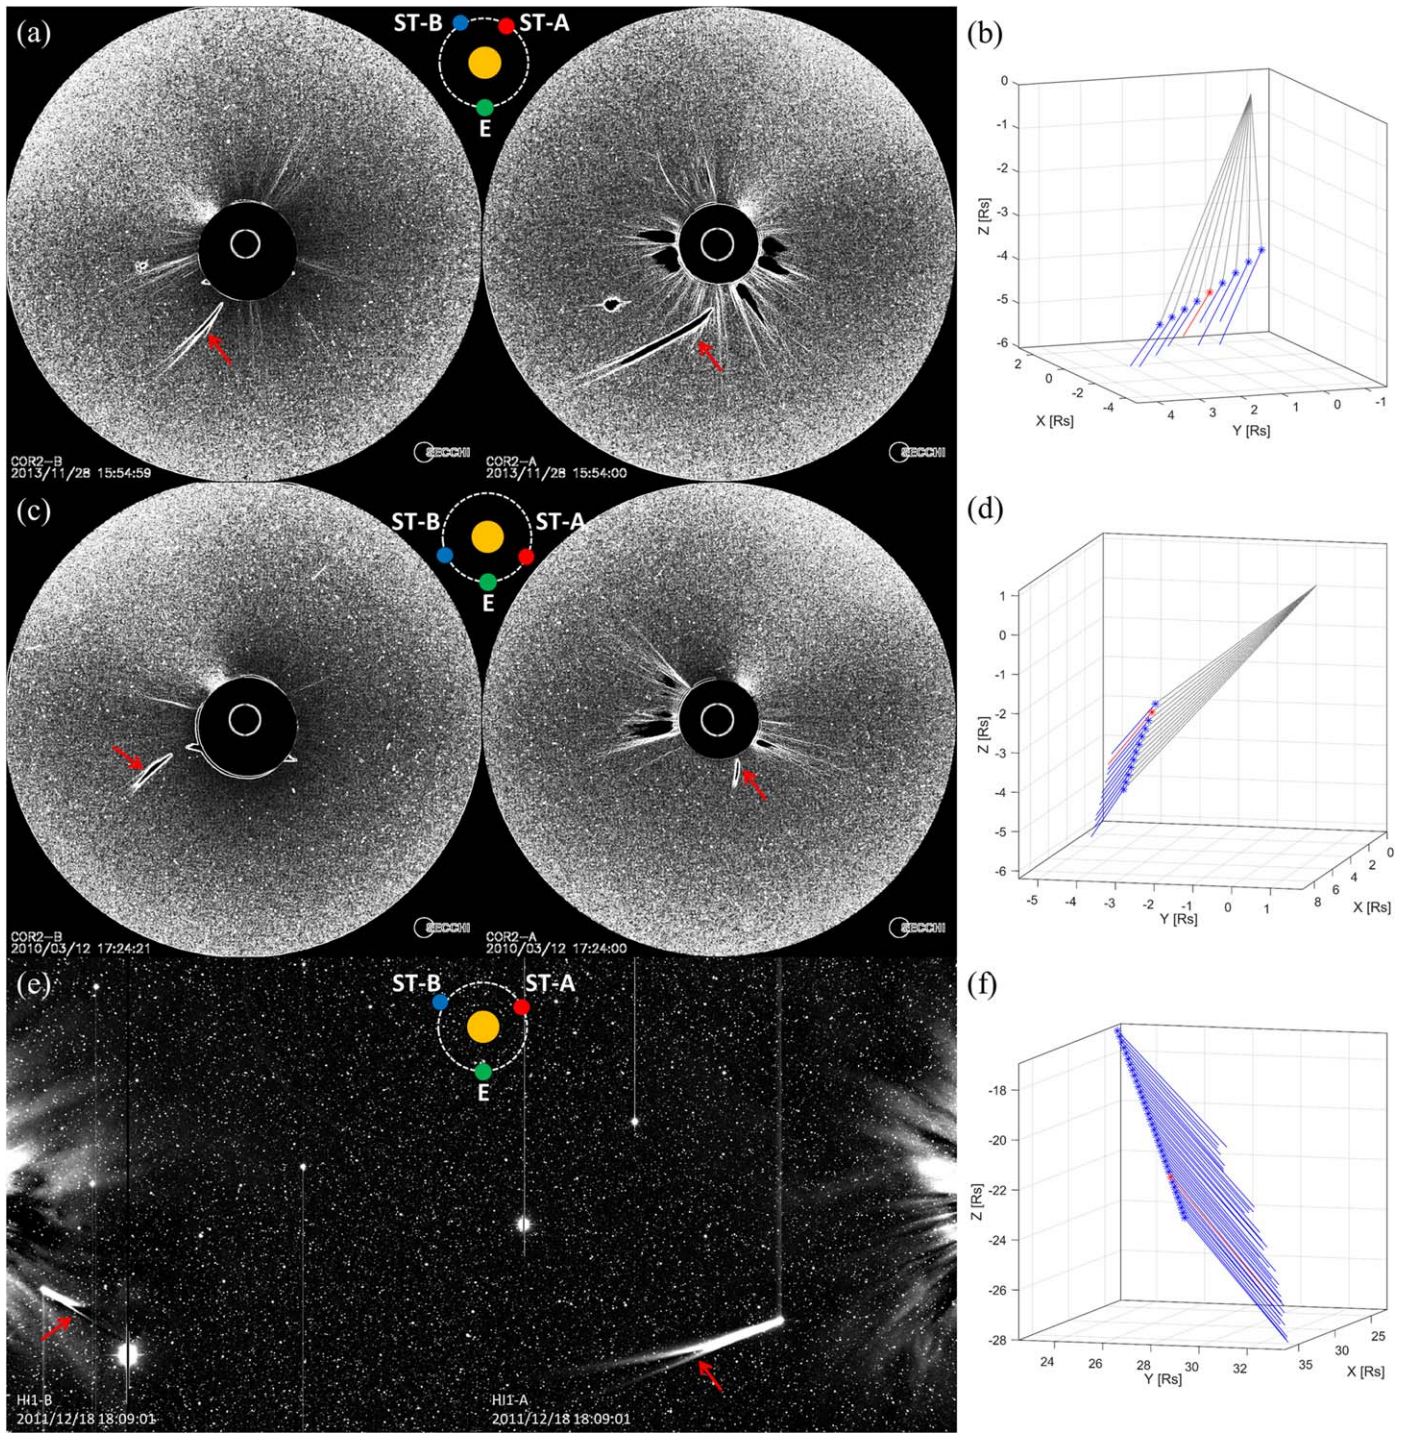 (a)
ST-B
ST-A
E
COR2-B
2013/11/28 15:54:59
SECCHI
COR2-A
2013/11/28 15:54:00
SECCHI
(b)
0
-1
-2
-3
-4
-5
-6
Z [Rs]
2
0
-2
-4
X [Rs]
4
3
2
1
0
-1
Y [Rs]
(c)
ST-B
ST-A
E
COR2-B
2010/03/12 17:24:21
SECCHI
COR2-A
2010/03/12 17:24:00
SECCHI
(d)
1
0
-1
-2
-3
-4
-5
-6
Z [Rs]
-5
-4
-3
-2
-1
0
1
Y [Rs]
8
6
4
2
0
X [Rs]
(e)
ST-B
ST-A
E
HI1-B
2011/12/18 18:09:01
HI1-A
2011/12/18 18:09:01
(f)
-18
-20
-22
-24
-26
-28
Z [Rs]
24
26
28
30
32
Y [Rs]
35
30
25
X [Rs]